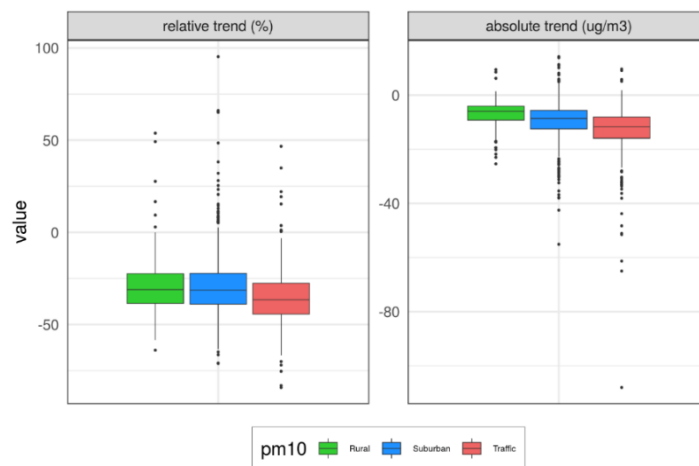 relative trend (%)
absolute trend (ug/m3)
value
100
50
0
-50
0
-40
-80
pm10 Rural Suburban Traffic